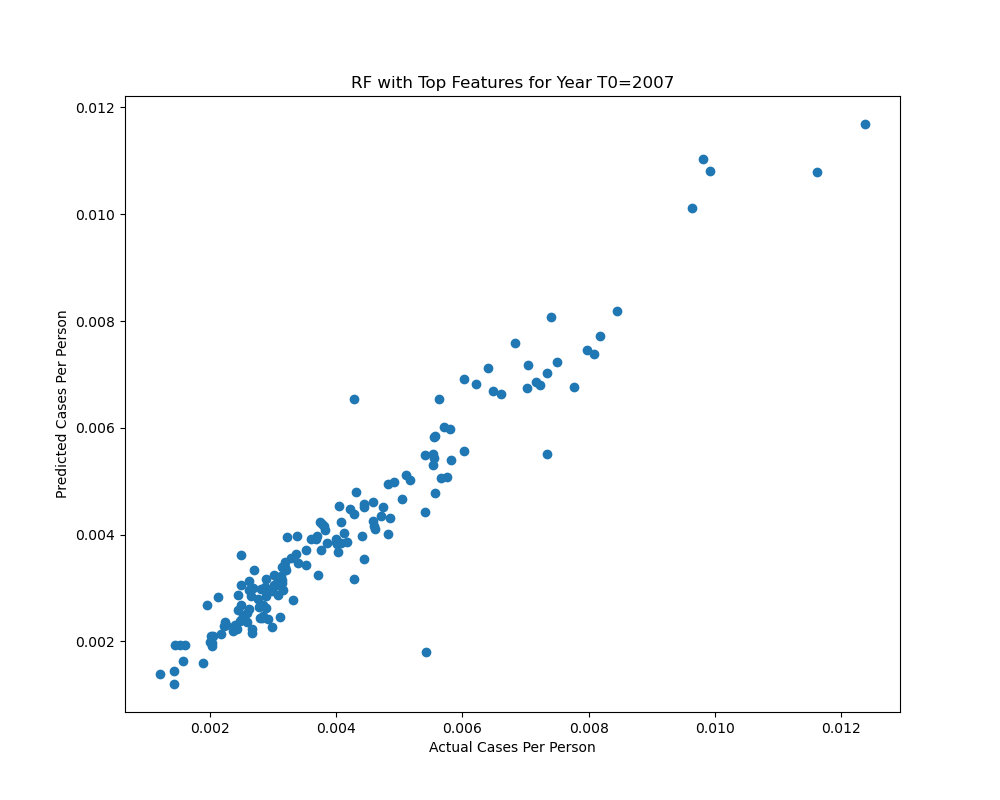 RF with Top Features for Year T0=2007
0.012
0.010
0.008
0.006
0.004
0.002
Predicted Cases Per Person
0.002 0.004 0.006 0.008 0.010 0.012
Actual Cases Per Person